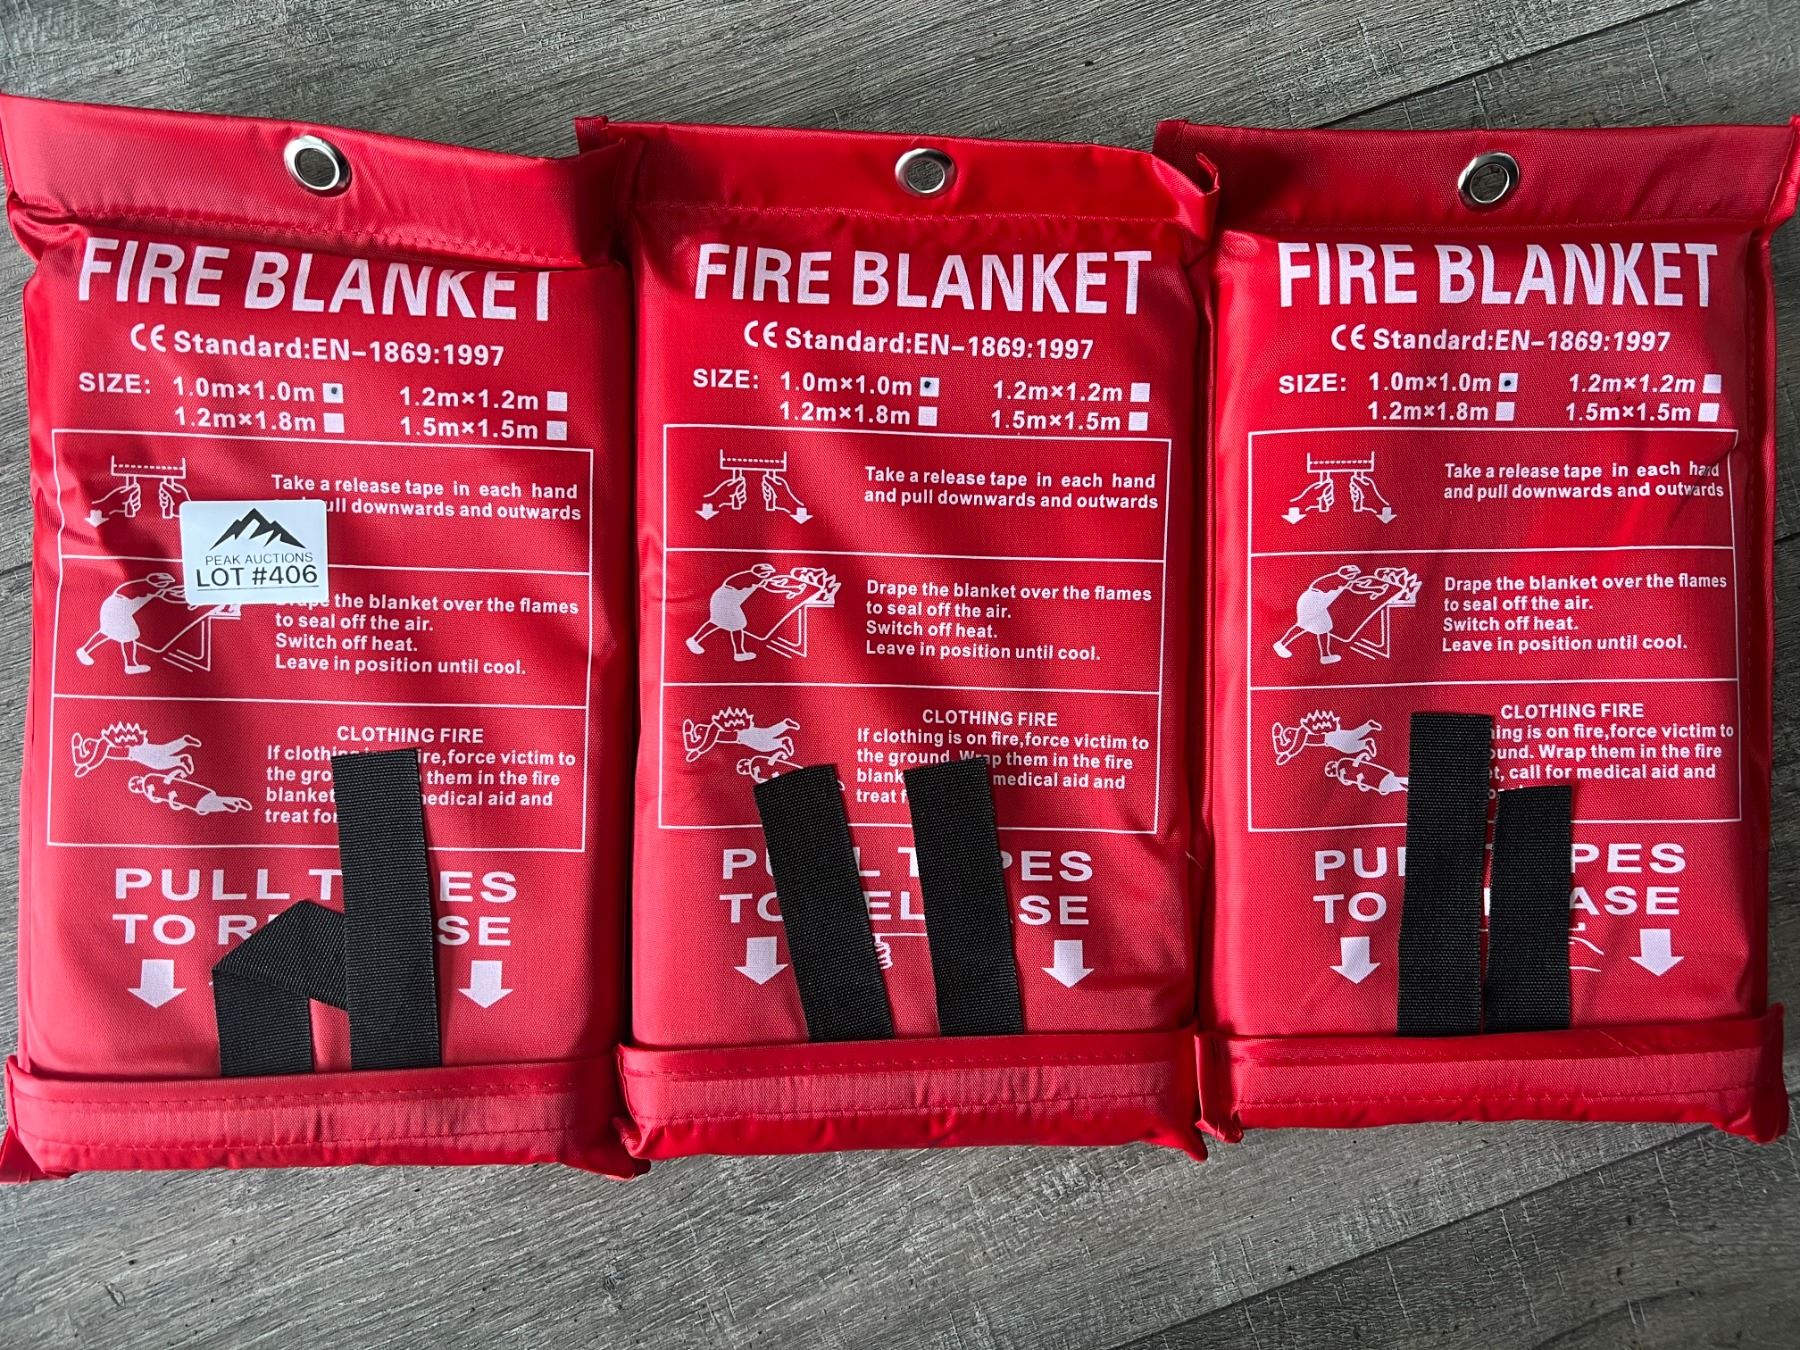 FIRE BLANKET
CE Standard:EN-1869:1997
SIZE: 1.0m×1.0m 1.2m×1.2m
1.2m×1.8m 1.5m×1.5m
Take a release tape in each hand
ull downwards and outwards
PEAK AUCTIONS
LOT #406
Drape the blanket over the flames
to seal off the air.
Switch off heat.
Leave in position until cool.
CLOTHING FIRE
If clothing fire,force victim to
the them in the fire
blanket medical aid and
treat for
PULL T ES
TO R SE
FIRE BLANKET
CE Standard:EN-1869:1997
SIZE: 1.0m×1.0m 1.2m×1.2m
1.2m×1.8m 1.5m×1.5m
Take a release tape in each hand
and pull downwards and outwards
Drape the blanket over the flames
to seal off the air.
Switch off heat.
Leave in position until cool.
CLOTHING FIRE
If clothing is on fire,force victim to
the ground. Wrap them in the fire
blank medical aid and
treat f
PULL T PES
TO EL SE
FIRE BLANKET
CE Standard:EN-1869:1997
SIZE: 1.0m×1.0m 1.2m×1.2m
1.2m×1.8m 1.5m×1.5m
Take a release tape in each hand
and pull downwards and outwards
Drape the blanket over the flames
to seal off the air.
Switch off heat.
Leave in position until cool.
CLOTHING FIRE
hing is on fire,force victim to
ound. Wrap them in the fire
et, call for medical aid and
PU PES
TO ASE